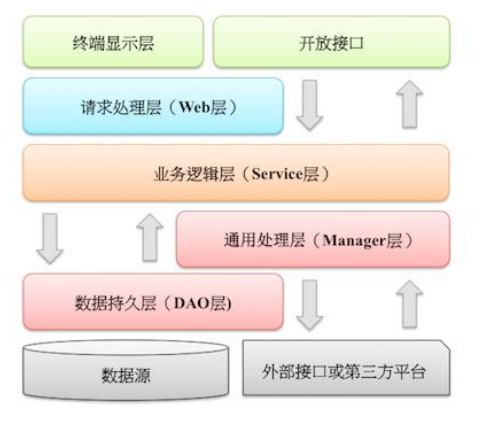 终端显示层
开放接口
请求处理层（Web层）
业务逻辑层（Service层）
通用处理层（Manager层）
数据持久层（DAO层)
数据源
外部接口或第三方平台